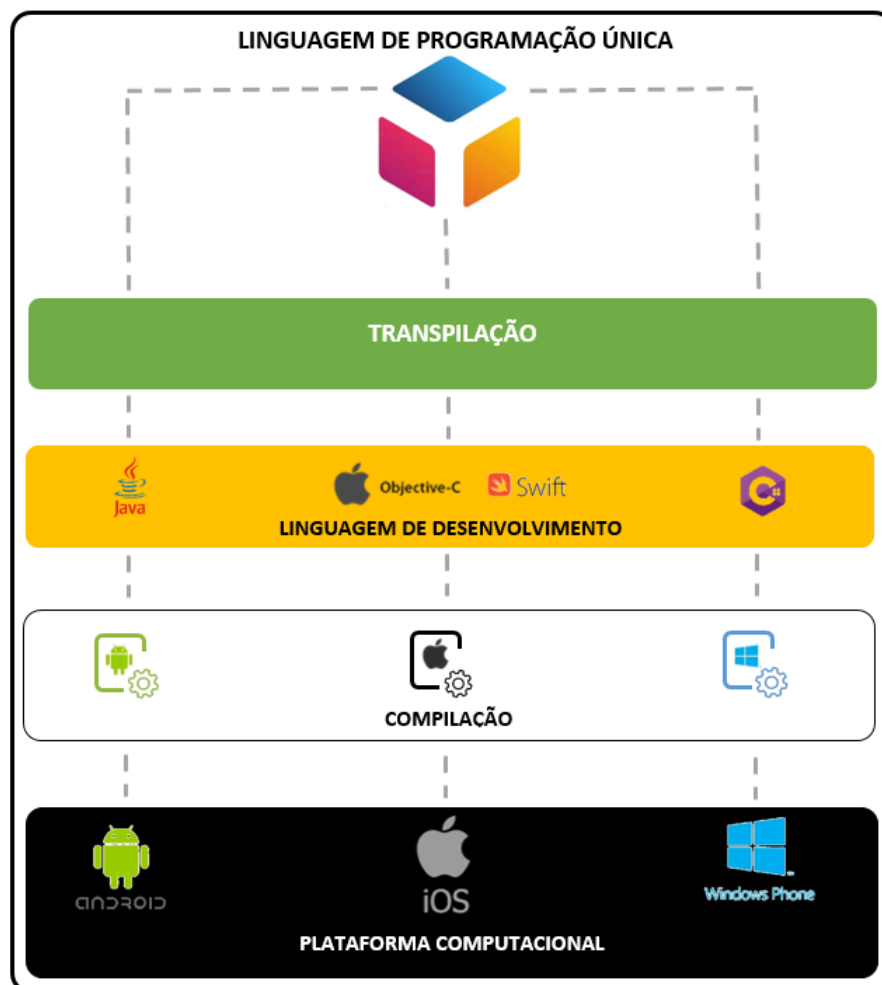 LINGUAGEM DE PROGRAMAÇÃO ÚNICA
TRANSPILAÇÃO
Java Objective-C Swift C#
LINGUAGEM DE DESENVOLVIMENTO
COMPILAÇÃO
ANDROID iOS Windows Phone
PLATAFORMA COMPUTACIONAL